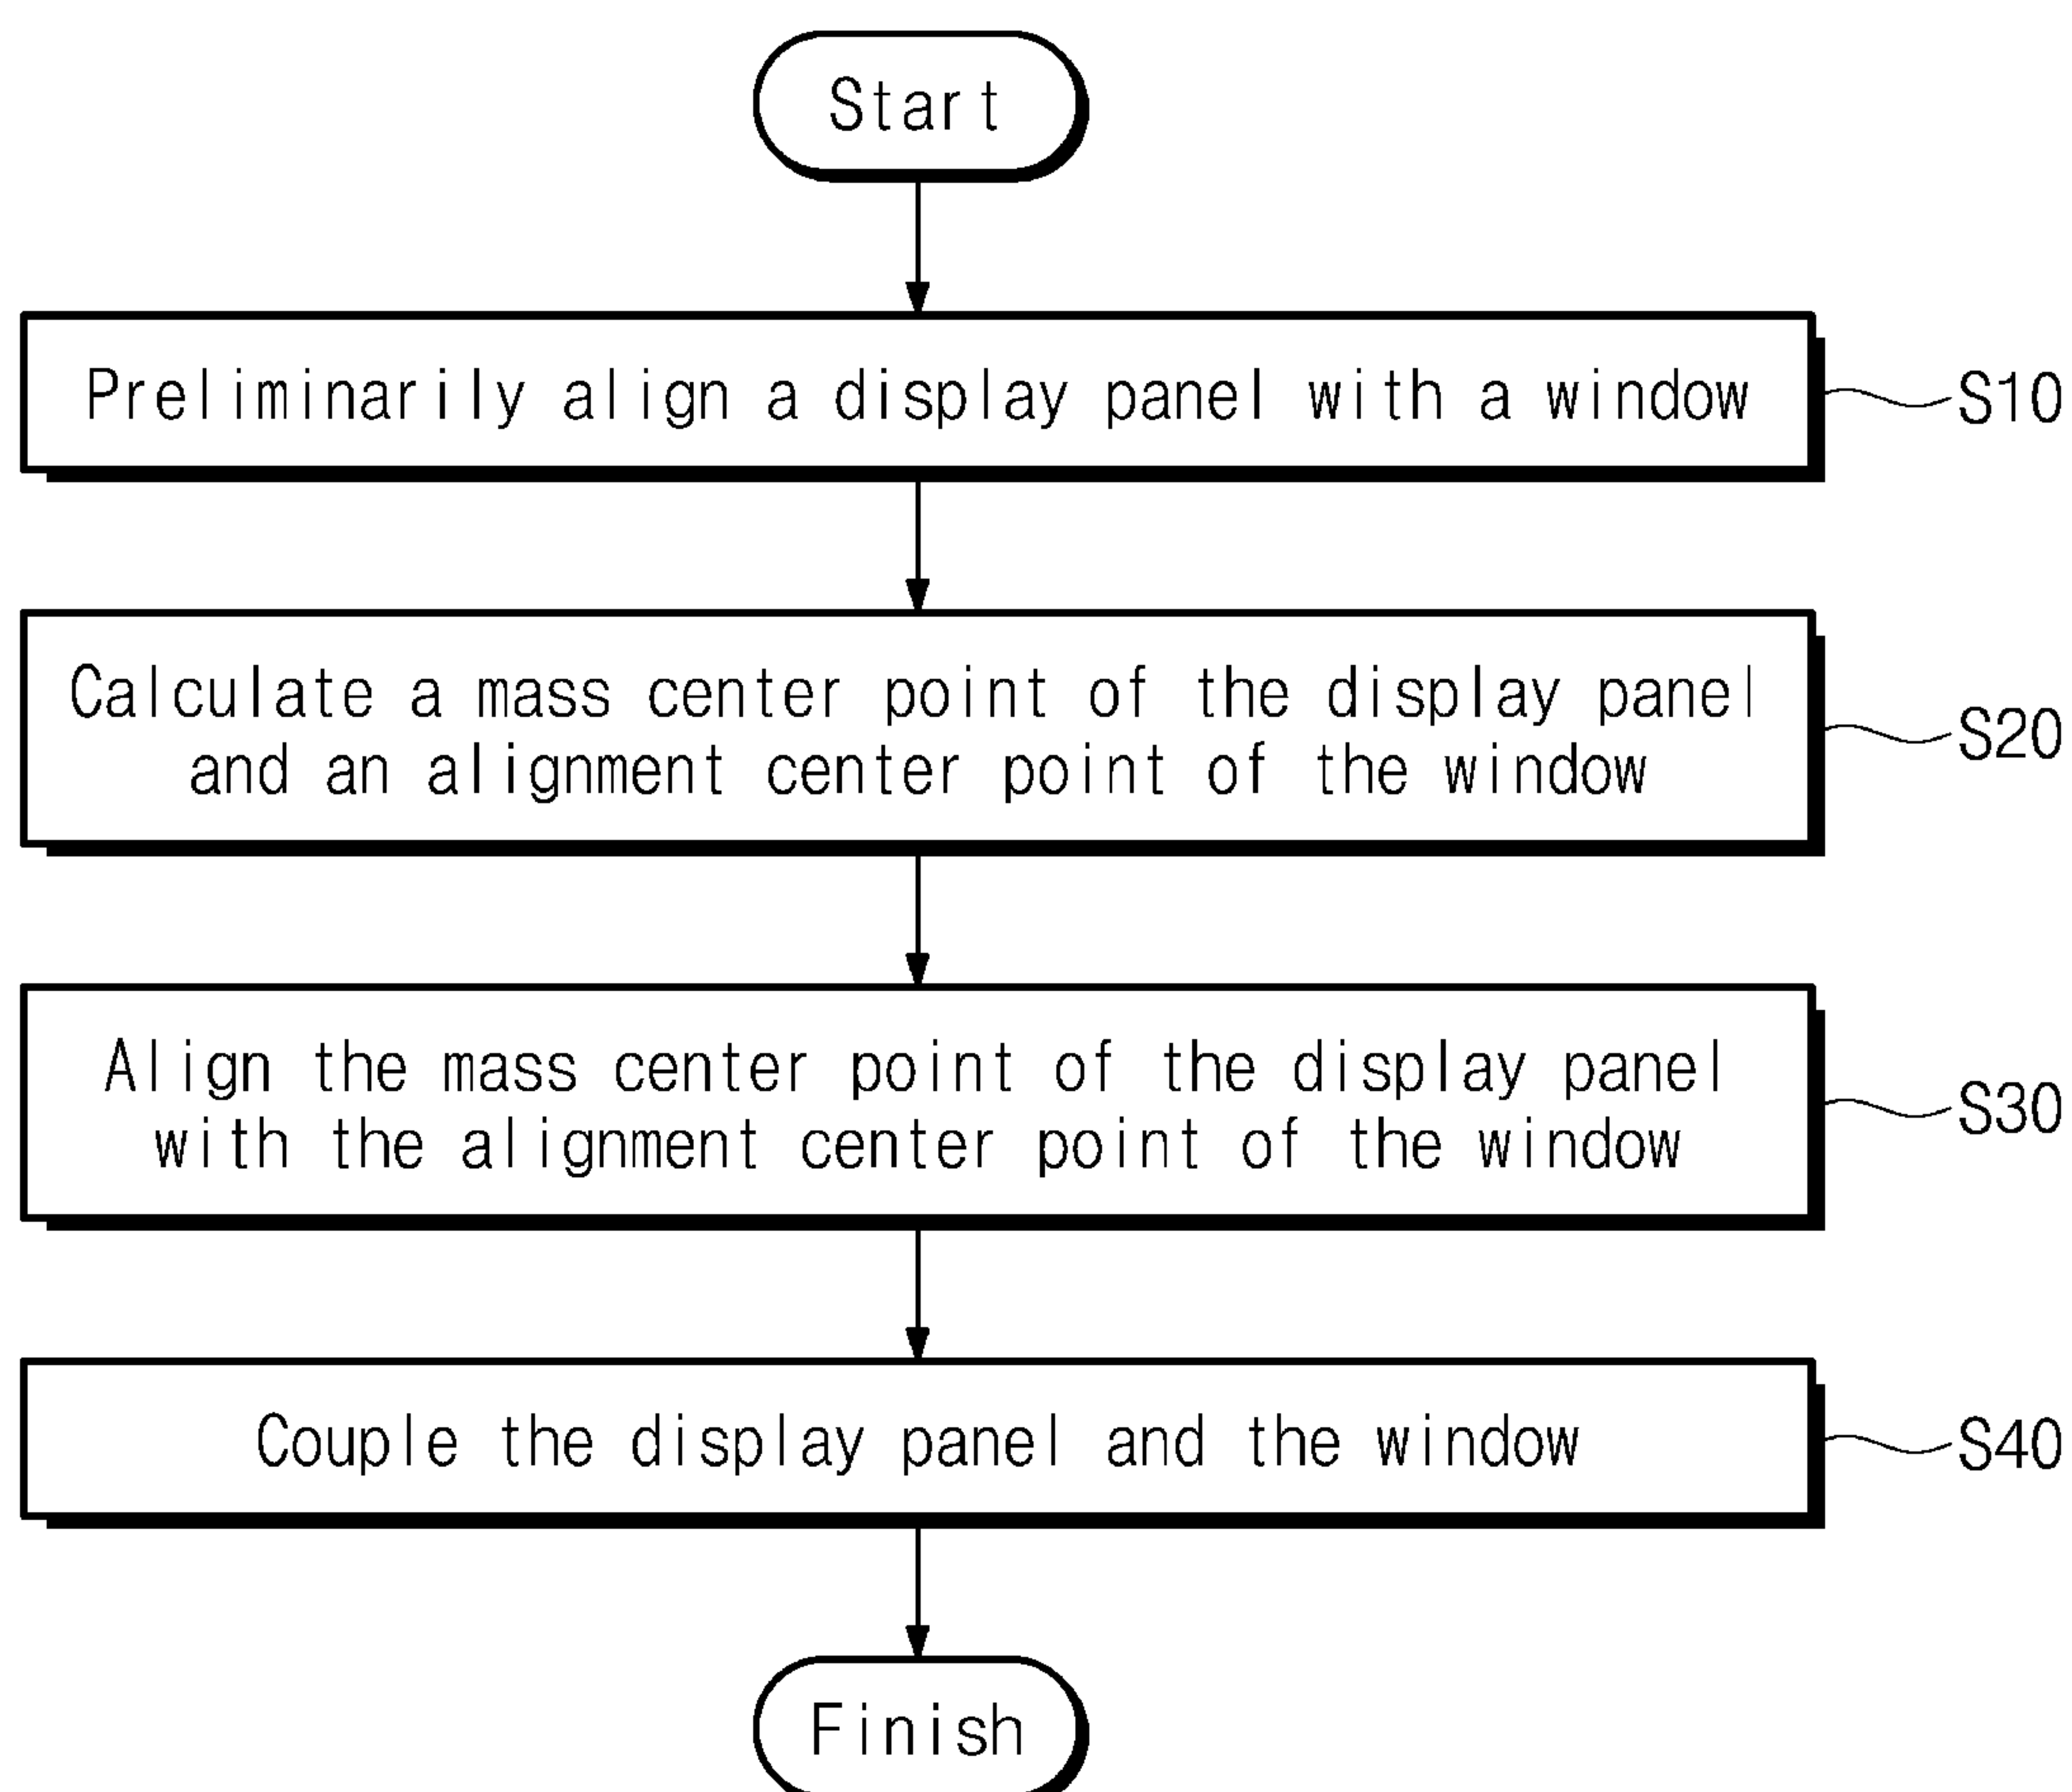 Start
Preliminarily align a display panel with a window
S10
Calculate a mass center point of the display panel
and an alignment center point of the window
S20
Align the mass center point of the display panel
with the alignment center point of the window
S30
Couple the display panel and the window
S40
Finish